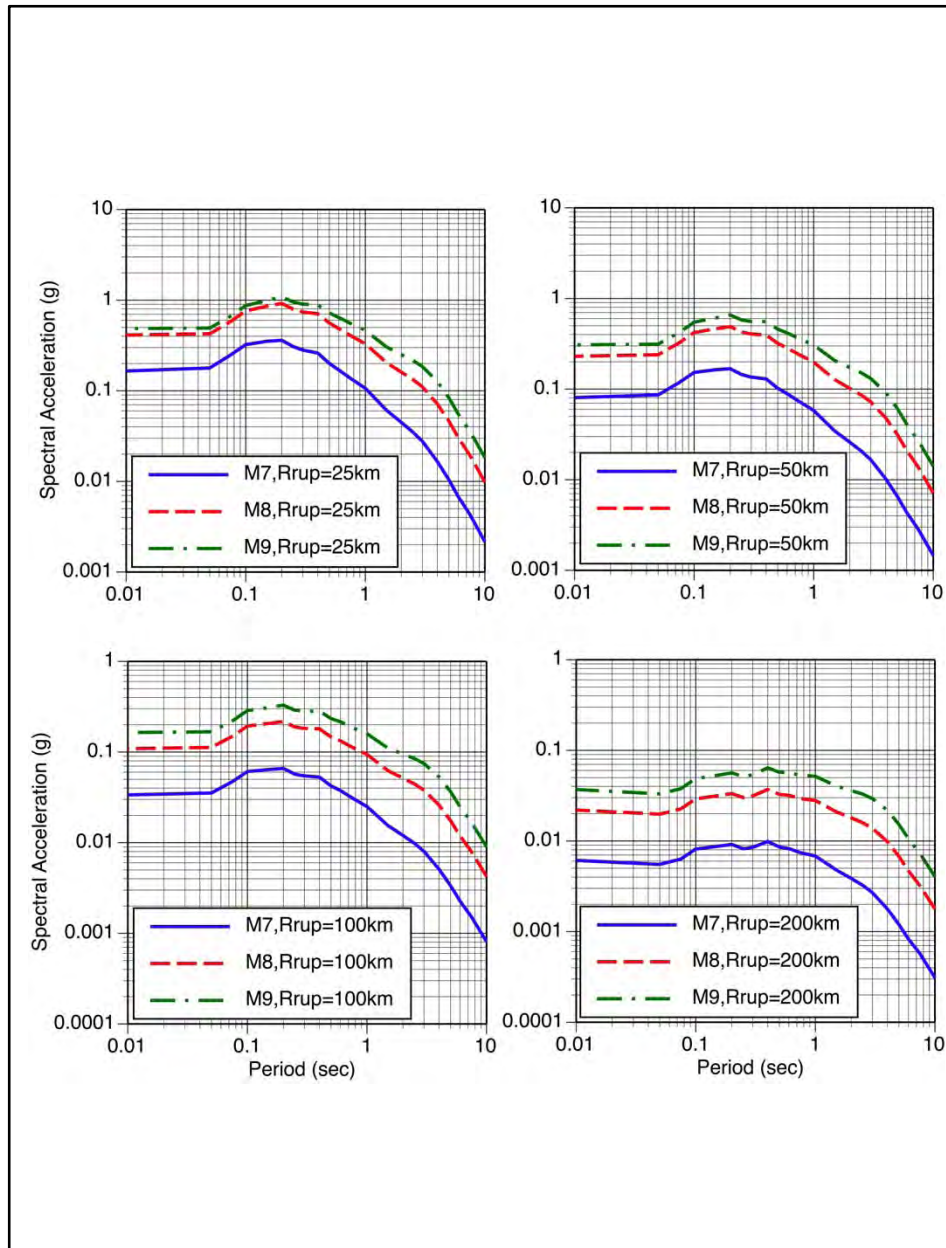 10
1
0.1
0.01
0.001
Spectral Acceleration (g)
M7,Rrup=25km
M8,Rrup=25km
M9,Rrup=25km
0.01
0.1
1
10
10
1
0.1
0.01
0.001
M7,Rrup=50km
M8,Rrup=50km
M9,Rrup=50km
0.01
0.1
1
10
1
0.1
0.01
0.001
0.0001
Spectral Acceleration (g)
M7,Rrup=100km
M8,Rrup=100km
M9,Rrup=100km
0.01
0.1
1
10
Period (sec)
1
0.1
0.01
0.001
0.0001
M7,Rrup=200km
M8,Rrup=200km
M9,Rrup=200km
0.01
0.1
1
10
Period (sec)